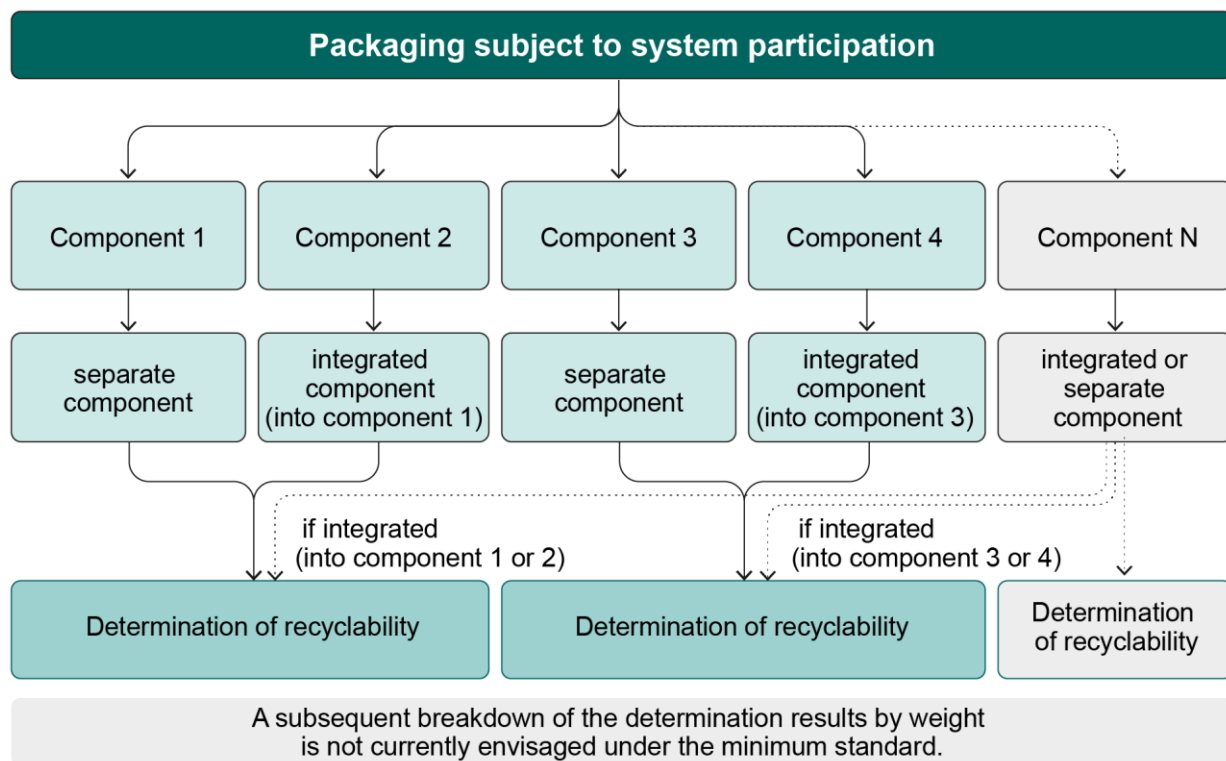 Packaging subject to system participation
Component 1
Component 2
Component 3
Component 4
Component N
separate
component
integrated
component
(into component 1)
separate
component
integrated
component
(into component 3)
integrated or
separate
component
if integrated
(into component 1 or 2)
if integrated
(into component 3 or 4)
Determination of recyclability
Determination of recyclability
Determination
of recyclability
A subsequent breakdown of the determination results by weight
is not currently envisaged under the minimum standard.